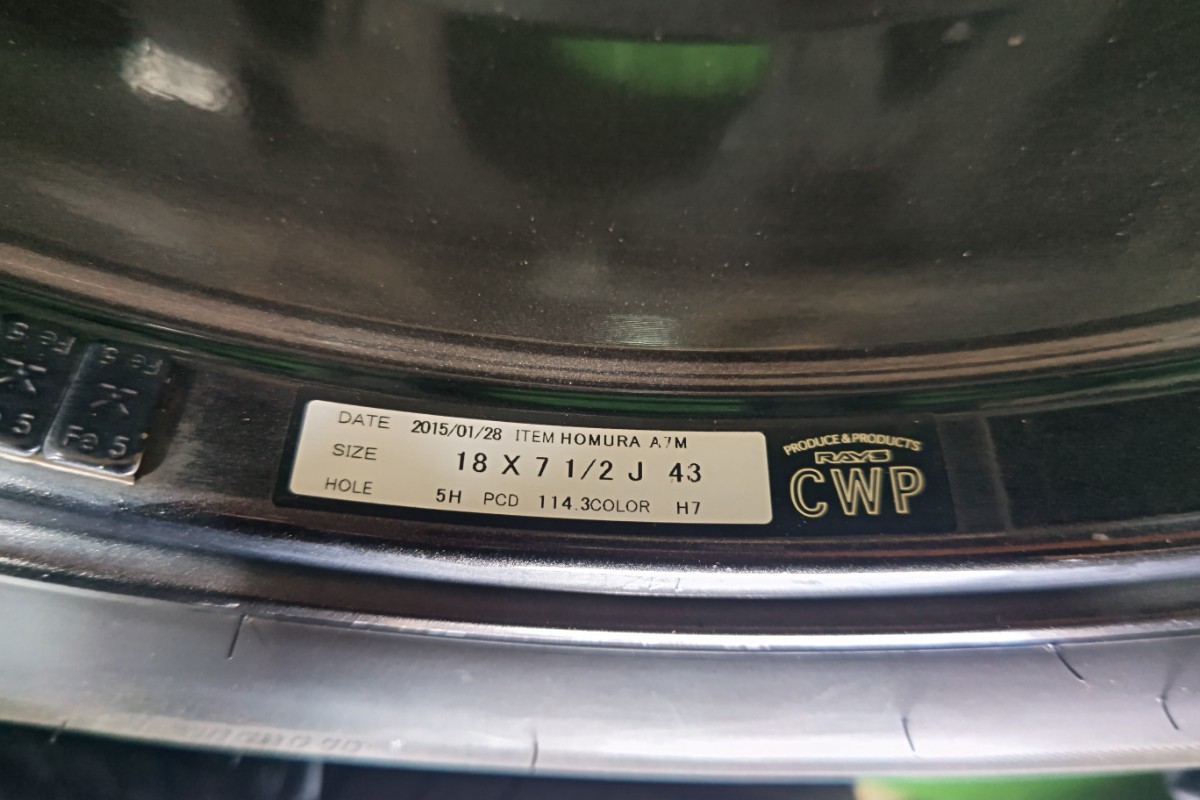 DATE 2015/01/28 ITEM HOMURA A7M
SIZE 18 X 7 1/2 J 43
HOLE 5H PCD 114.3COLOR H7
PRODUCE & PRODUCTS
RAYS
CWP
Fe 5
K
Fe 5